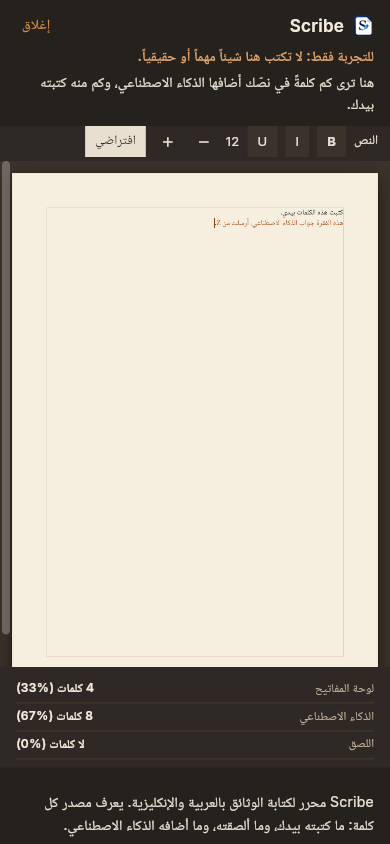 Scribe
إغلاق
للتجربة فقط: لا تكتب هنا شيئاً مهماً أو حقيقياً.
هنا ترى كم كلمةً في نصّك أضافها الذكاء الاصطناعي، وكم منه كتبته
بيدك.
النص B I U 12 − + افتراضي
كتبت هذه الكلمات بيدي.
هذه الفقرة جواب الذكاء الاصطناعي، أرسلت من Z.
لوحة المفاتيح 4 كلمات (33%)
الذكاء الاصطناعي 8 كلمات (67%)
اللصق لا كلمات (0%)
Scribe محرر لكتابة الوثائق بالعربية والإنكليزية. يعرف مصدر كل
كلمة: ما كتبته بيدك، وما ألصقته، وما أضافه الذكاء الاصطناعي.